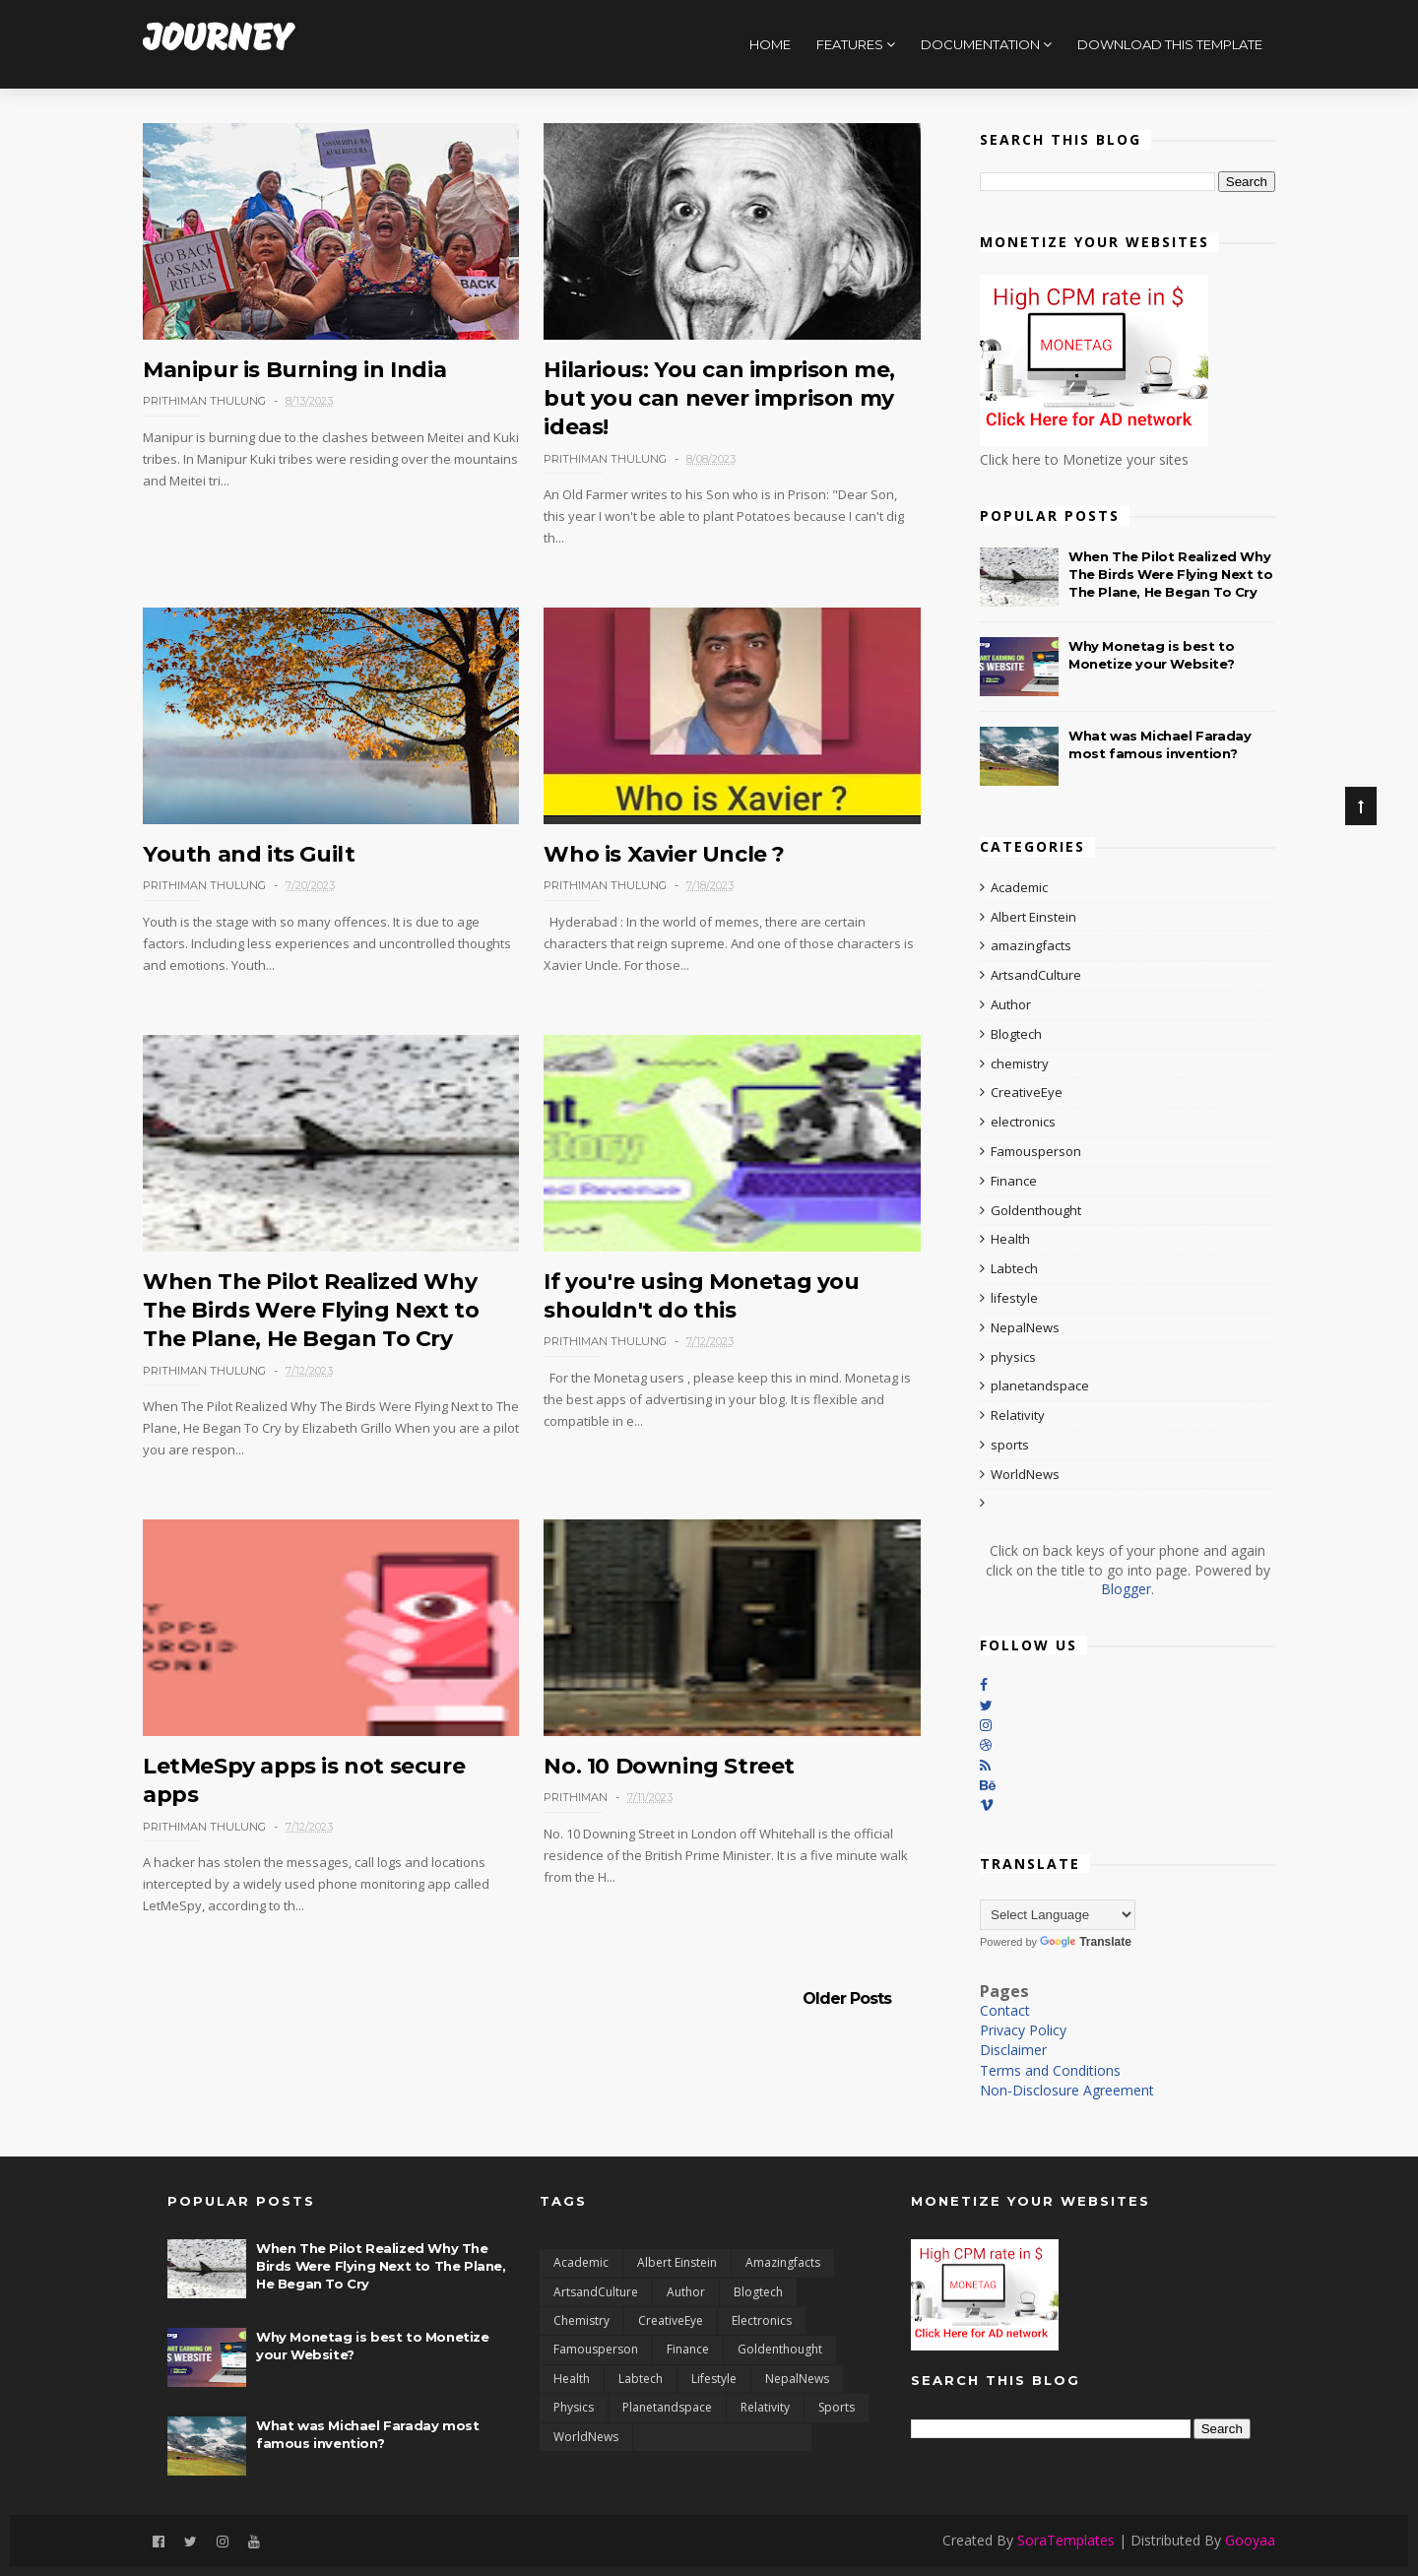 JOURNEY
HOME
FEATURES
DOCUMENTATION
DOWNLOAD THIS TEMPLATE
ASSAM RIFLE RA
KUKI RIFLE RA
GO BACK
ASSAM
RIFLES
BACK
Manipur is Burning in India
PRITHIMAN THULUNG - 8/13/2023
Manipur is burning due to the clashes between Meitei and Kuki
tribes. In Manipur Kuki tribes were residing over the mountains
and Meitei tri...
Hilarious: You can imprison me,
but you can never imprison my
ideas!
PRITHIMAN THULUNG - 8/08/2023
An Old Farmer writes to his Son who is in Prison: "Dear Son,
this year I won't be able to plant Potatoes because I can't dig
th...
Youth and its Guilt
PRITHIMAN THULUNG - 7/20/2023
Youth is the stage with so many offences. It is due to age
factors. Including less experiences and uncontrolled thoughts
and emotions. Youth...
Who is Xavier ?
Who is Xavier Uncle ?
PRITHIMAN THULUNG - 7/18/2023
Hyderabad : In the world of memes, there are certain
characters that reign supreme. And one of those characters is
Xavier Uncle. For those...
When The Pilot Realized Why
The Birds Were Flying Next to
The Plane, He Began To Cry
PRITHIMAN THULUNG - 7/12/2023
When The Pilot Realized Why The Birds Were Flying Next to The
Plane, He Began To Cry by Elizabeth Grillo When you are a pilot
you are respon...
Revenue
If you're using Monetag you
shouldn't do this
PRITHIMAN THULUNG - 7/12/2023
For the Monetag users , please keep this in mind. Monetag is
the best apps of advertising in your blog. It is flexible and
compatible in e...
LetMeSpy apps is not secure
apps
PRITHIMAN THULUNG - 7/12/2023
A hacker has stolen the messages, call logs and locations
intercepted by a widely used phone monitoring app called
LetMeSpy, according to th...
No. 10 Downing Street
PRITHIMAN - 7/11/2023
No. 10 Downing Street in London off Whitehall is the official
residence of the British Prime Minister. It is a five minute walk
from the H...
Older Posts
SEARCH THIS BLOG
Search
MONETIZE YOUR WEBSITES
High CPM rate in $
MONETAG
Click Here for AD network
Click here to Monetize your sites
POPULAR POSTS
When The Pilot Realized Why
The Birds Were Flying Next to
The Plane, He Began To Cry
Why Monetag is best to
Monetize your Website?
What was Michael Faraday
most famous invention?
CATEGORIES
Academic
Albert Einstein
amazingfacts
ArtsandCulture
Author
Blogtech
chemistry
CreativeEye
electronics
Famousperson
Finance
Goldenthought
Health
Labtech
lifestyle
NepalNews
physics
planetandspace
Relativity
sports
WorldNews
Click on back keys of your phone and again
click on the title to go into page. Powered by
Blogger.
FOLLOW US
TRANSLATE
Select Language
Powered by Google Translate
Pages
Contact
Privacy Policy
Disclaimer
Terms and Conditions
Non-Disclosure Agreement
POPULAR POSTS
When The Pilot Realized Why The
Birds Were Flying Next to The Plane,
He Began To Cry
Why Monetag is best to Monetize
your Website?
What was Michael Faraday most
famous invention?
TAGS
Academic Albert Einstein Amazingfacts
ArtsandCulture Author Blogtech
Chemistry CreativeEye Electronics
Famousperson Finance Goldenthought
Health Labtech Lifestyle NepalNews
Physics Planetandspace Relativity Sports
WorldNews
MONETIZE YOUR WEBSITES
High CPM rate in $
MONETAG
Click Here for AD network
SEARCH THIS BLOG
Search
Created By SoraTemplates | Distributed By Gooyaa